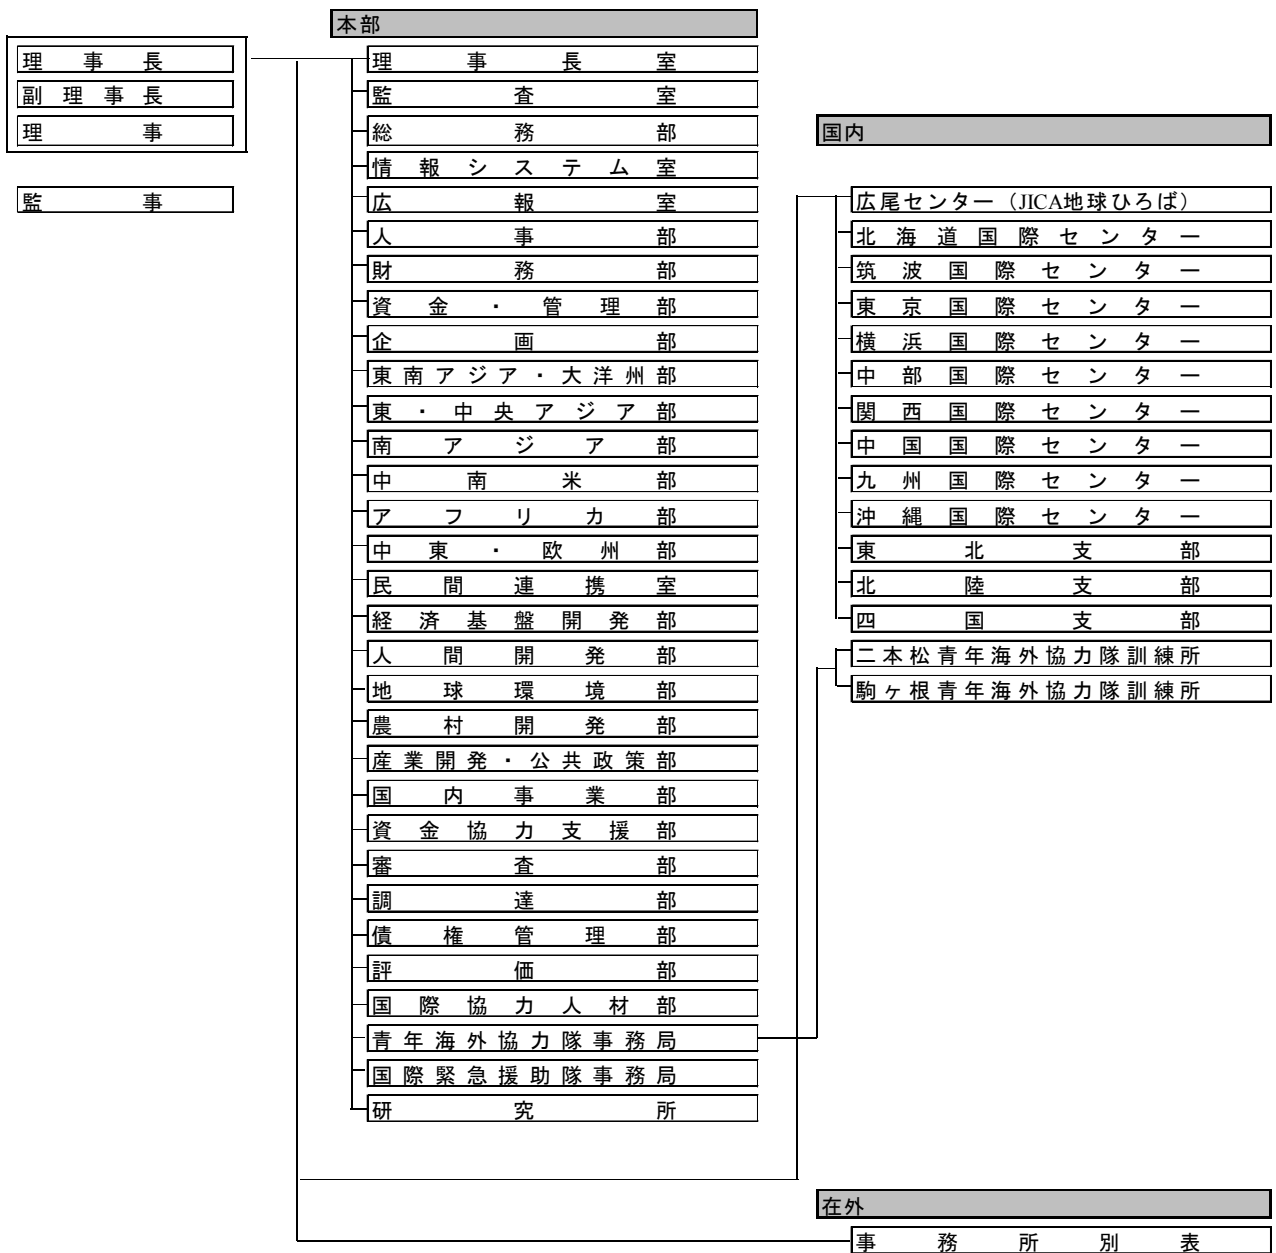 理事長
副理事長
理事
監事
本部
理事長室
監査室
総務部
情報システム室
広報室
人事部
財務部
資金・管理部
企画部
東南アジア・大洋州部
東・中央アジア部
南アジア部
中南米部
アフリカ部
中東・欧州部
民間連携室
経済基盤開発部
人間開発部
地球環境部
農村開発部
産業開発・公共政策部
国内事業部
資金協力支援部
審査部
調達部
債権管理部
評価部
国際協力人材部
青年海外協力隊事務局
国際緊急援助隊事務局
研究所
国内
広尾センター（JICA地球ひろば）
北海道国際センター
筑波国際センター
東京国際センター
横浜国際センター
中部国際センター
関西国際センター
中国国際センター
九州国際センター
沖縄国際センター
東北支部
北陸支部
四国支部
二本松青年海外協力隊訓練所
駒ヶ根青年海外協力隊訓練所
在外
事務所別表